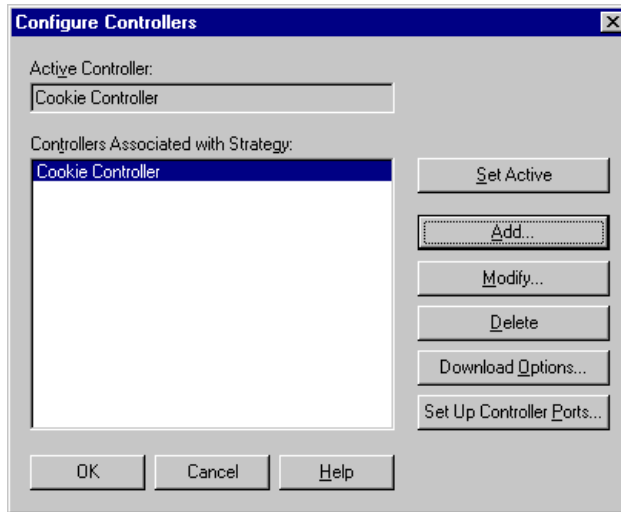 Configure Controllers
Active Controller:
Cookie Controller
Controllers Associated with Strategy:
Cookie Controller
Set Active
Add...
Modify...
Delete
Download Options...
Set Up Controller Ports...
OK
Cancel
Help